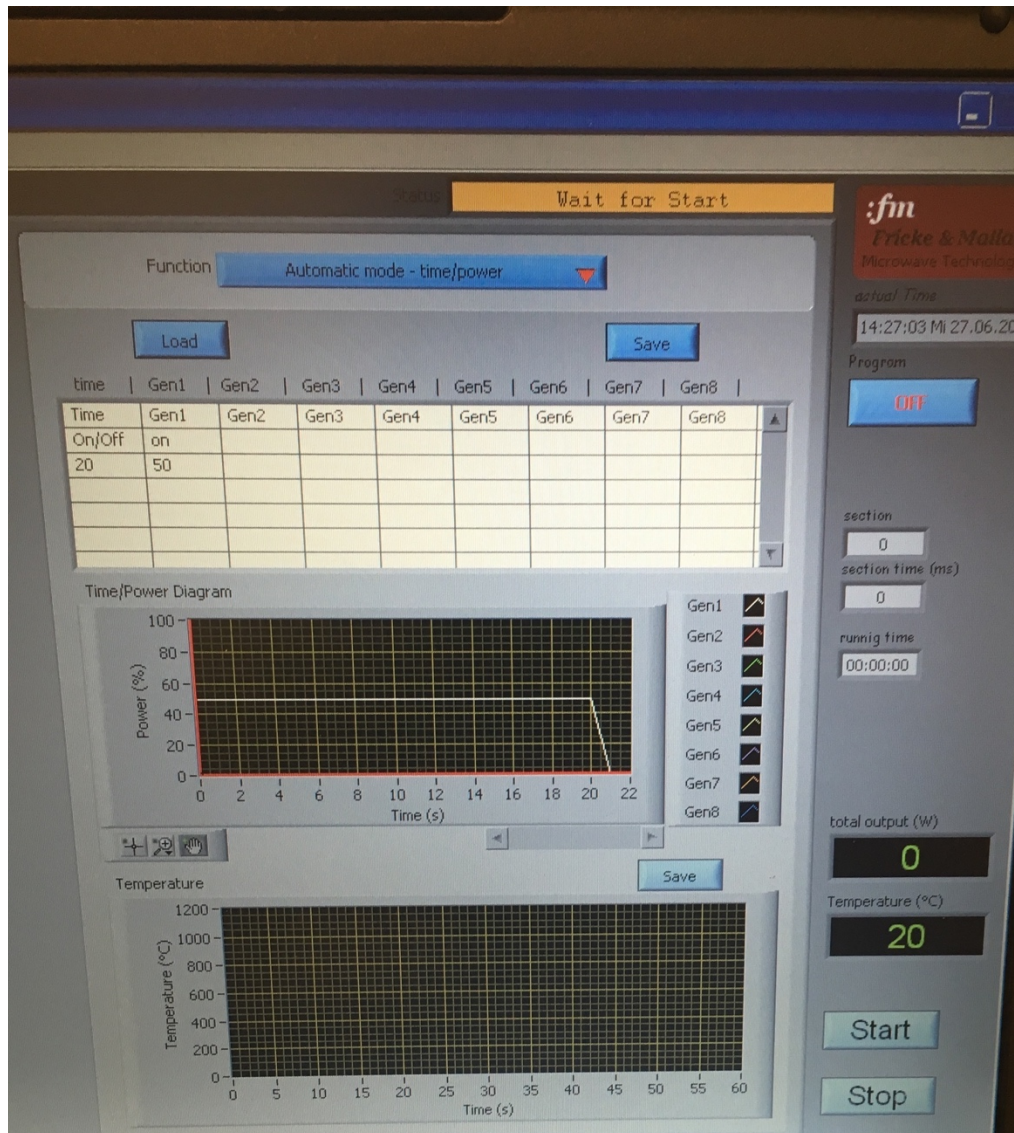 Status Wait for Start
:fm
Fricke &
Microwave
Function Automatic mode - time/power
actual Time
14:27:03 Mi 27.06.20
Load Save
Program
OFF
time | Gen1 | Gen2 | Gen3 | Gen4 | Gen5 | Gen6 | Gen7 | Gen8 |
Time Gen1 Gen2 Gen3 Gen4 Gen5 Gen6 Gen7 Gen8
On/Off on
20 50
section
0
section time (ms)
0
runnig time
00:00:00
Time/Power Diagram
Power (%)
100
80
60
40
20
0
0 2 4 6 8 10 12 14 16 18 20 22
Time (s)
Gen1
Gen2
Gen3
Gen4
Gen5
Gen6
Gen7
Gen8
total output (W)
0
Temperature (°C)
20
Temperature
Save
Temperature (°C)
1200
1000
800
600
400
200
0
0 5 10 15 20 25 30 35 40 45 50 55 60
Time (s)
Start
Stop